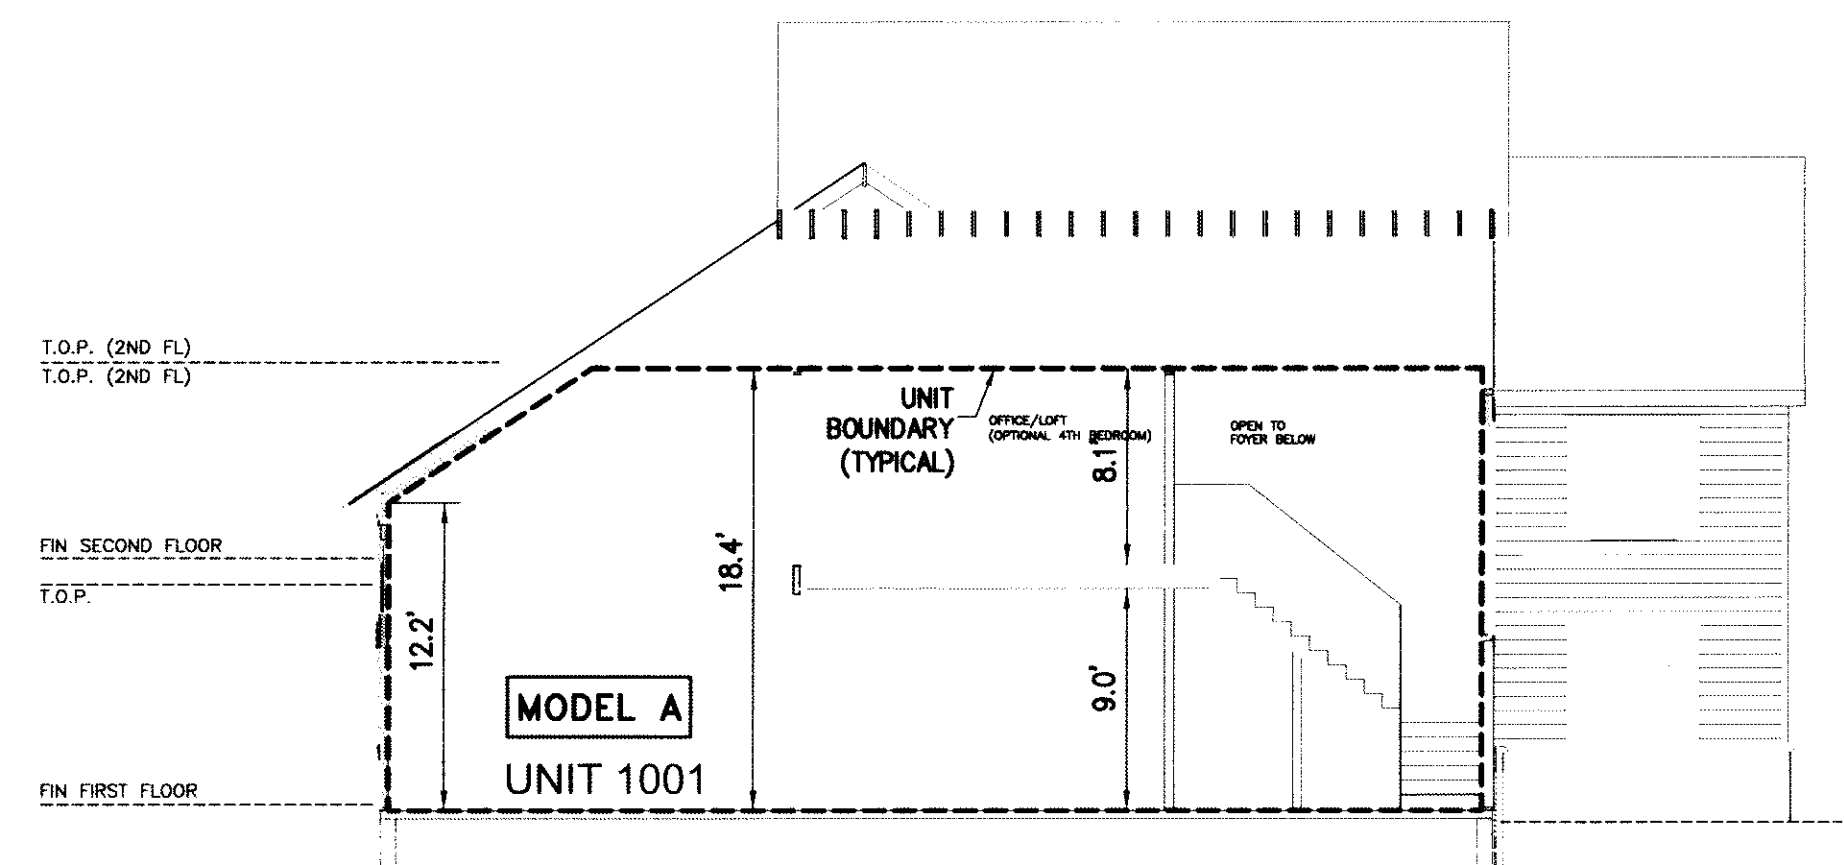 T.O.P. (2ND FL)
T.O.P. (2ND FL)
UNIT
BOUNDARY
(TYPICAL)
OFFICE/LOFT
(OPTIONAL 4TH BEDROOM)
OPEN TO
FOYER BELOW
8.1'
FIN SECOND FLOOR
T.O.P.
18.4'
12.2'
9.0'
MODEL A
UNIT 1001
FIN FIRST FLOOR